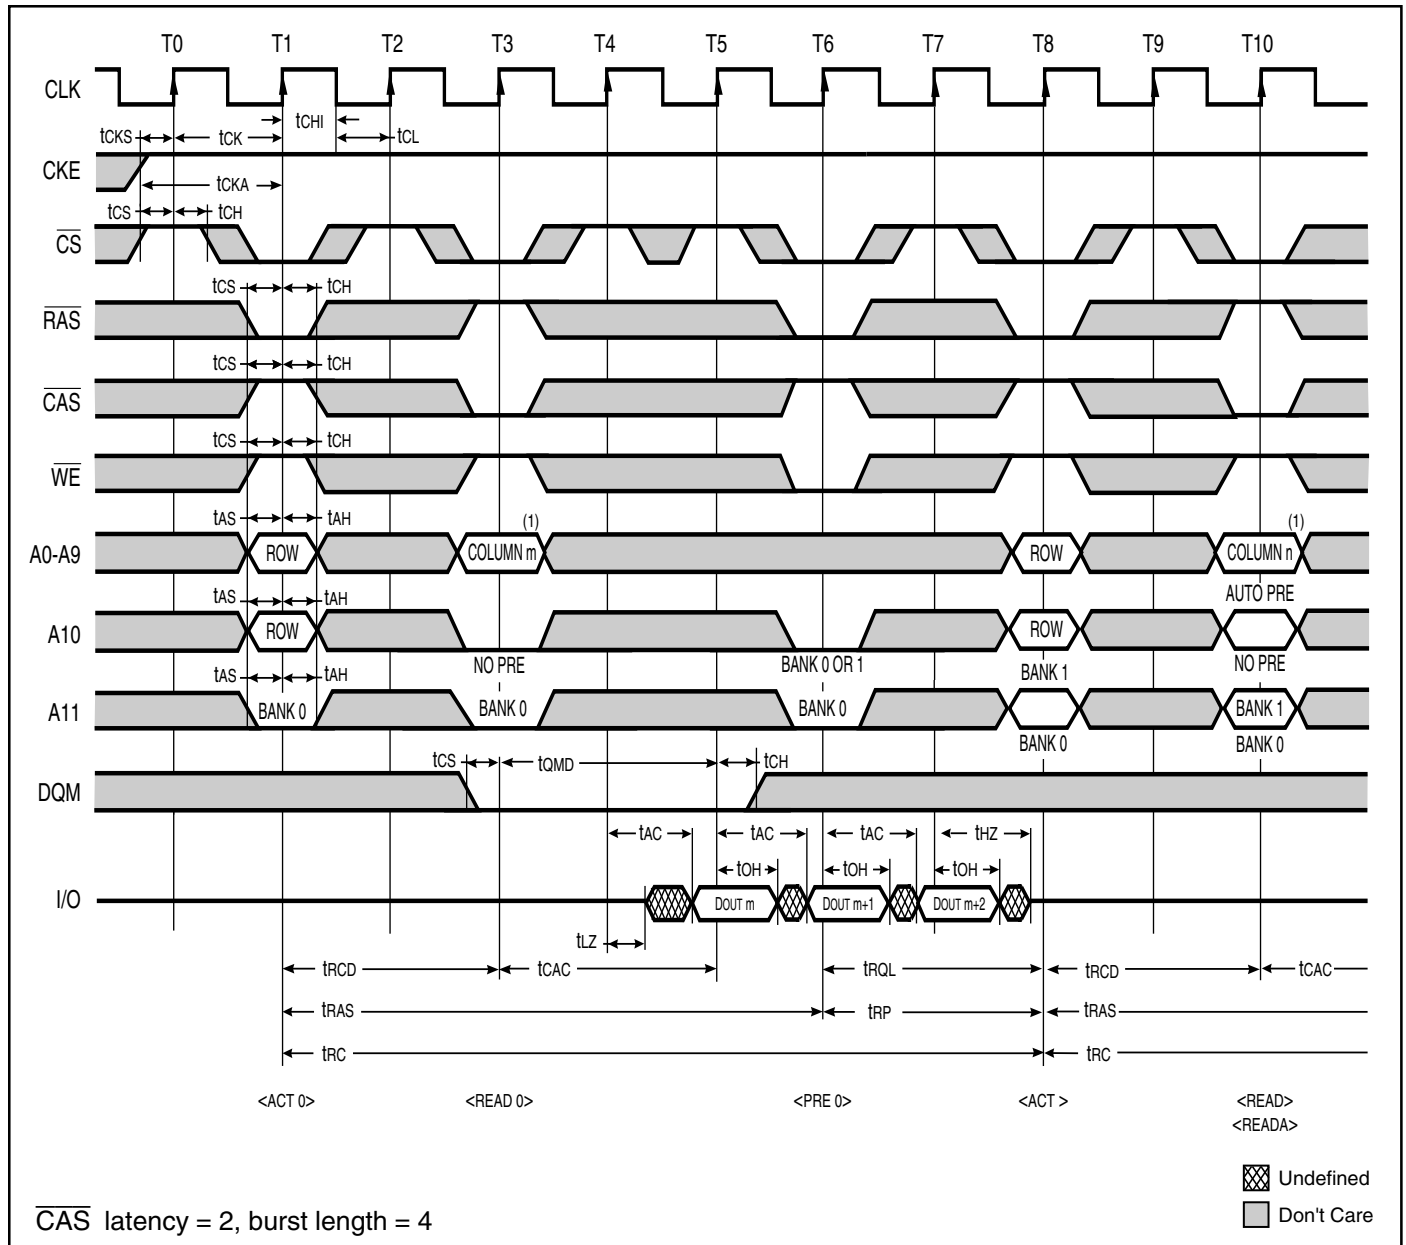 T0 T1 T2 T3 T4 T5 T6 T7 T8 T9 T10
CLK
tCHI
tCKS tCK tCL
CKE
tCKA
tCS tCH
CS
tCS tCH
RAS
tCS tCH
CAS
tCS tCH
WE
tAS tAH (1) (1)
A0-A9 ROW COLUMN m ROW COLUMN n
tAS tAH AUTO PRE
A10 ROW ROW
NO PRE BANK 0 OR 1 BANK 1 NO PRE
tAS tAH
A11 BANK 0 BANK 0 BANK 0 BANK 1
BANK 0 BANK 0
tCS tQMD tCH
DQM
tAC tAC tAC tHZ
tOH tOH tOH
I/O DOUT m DOUT m+1 DOUT m+2
tLZ
tRCD tCAC tRQL tRCD tCAC
tRAS tRP tRAS
tRC tRC
<ACT 0> <READ 0> <PRE 0> <ACT > <READ>
<READA>
Undefined
Don't Care
CAS latency = 2, burst length = 4